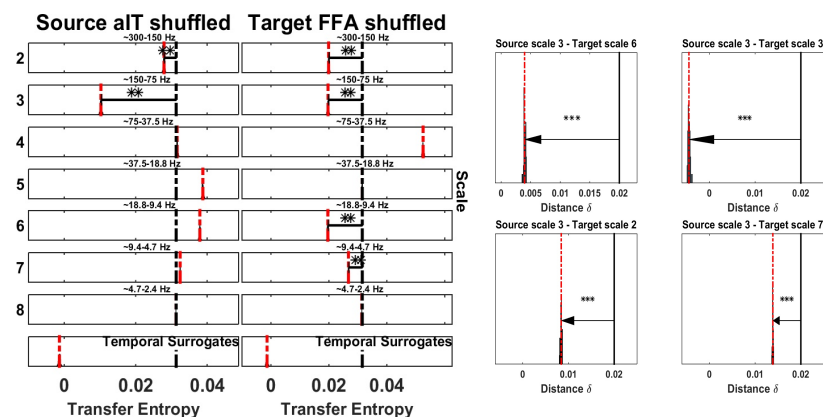 Source aIT shuffled
Target FFA shuffled
2
3
4
5
6
7
8
~300-150 Hz
**
~150-75 Hz
**
~75-37.5 Hz
~37.5-18.8 Hz
~18.8-9.4 Hz
~9.4-4.7 Hz
~4.7-2.4 Hz
Temporal Surrogates
0 0.02 0.04
Transfer Entropy
~300-150 Hz
**
~150-75 Hz
**
~75-37.5 Hz
~37.5-18.8 Hz
~18.8-9.4 Hz
**
~9.4-4.7 Hz
**
~4.7-2.4 Hz
Temporal Surrogates
0 0.02 0.04
Transfer Entropy
Scale
Source scale 3 - Target scale 6
***
0 0.005 0.01 0.015 0.02
Distance δ
Source scale 3 - Target scale 3
***
0 0.01 0.02
Distance δ
Source scale 3 - Target scale 2
***
0 0.01 0.02
Distance δ
Source scale 3 - Target scale 7
***
0 0.01 0.02
Distance δ